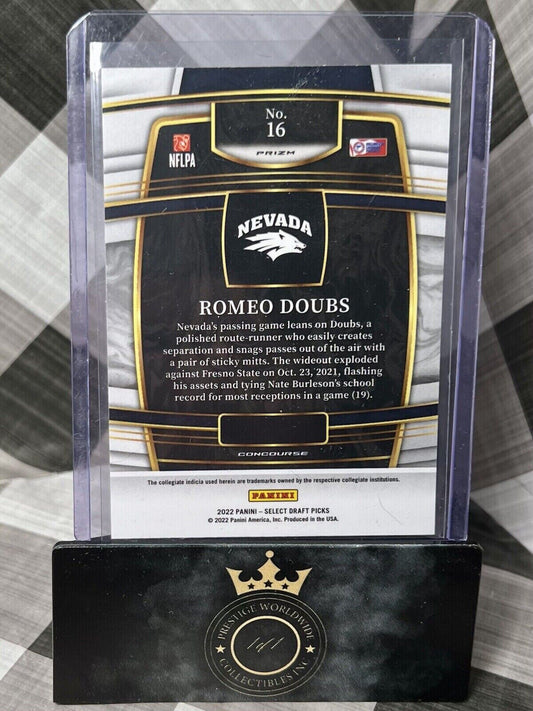 No.
16
PRIZM
NFLPA
NEVADA
ROMEO DOUBS
Nevada's passing game leans on Doubs, a
polished route-runner who easily creates
separation and snags passes out of the air with
a pair of sticky mitts. The wideout exploded
against Fresno State on Oct. 23, 2021, flashing
his assets and tying Nate Burleson's school
record for most receptions in a game (19).
CONCOURSE
The collegiate indicia used herein are trademarks owned by the respective collegiate institutions.
PANINI
2022 PANINI – SELECT DRAFT PICKS
© 2022 Panini America, Inc. Produced in the USA.
PRESTIGE WORLDWIDE
1of1
COLLECTIBLES INC